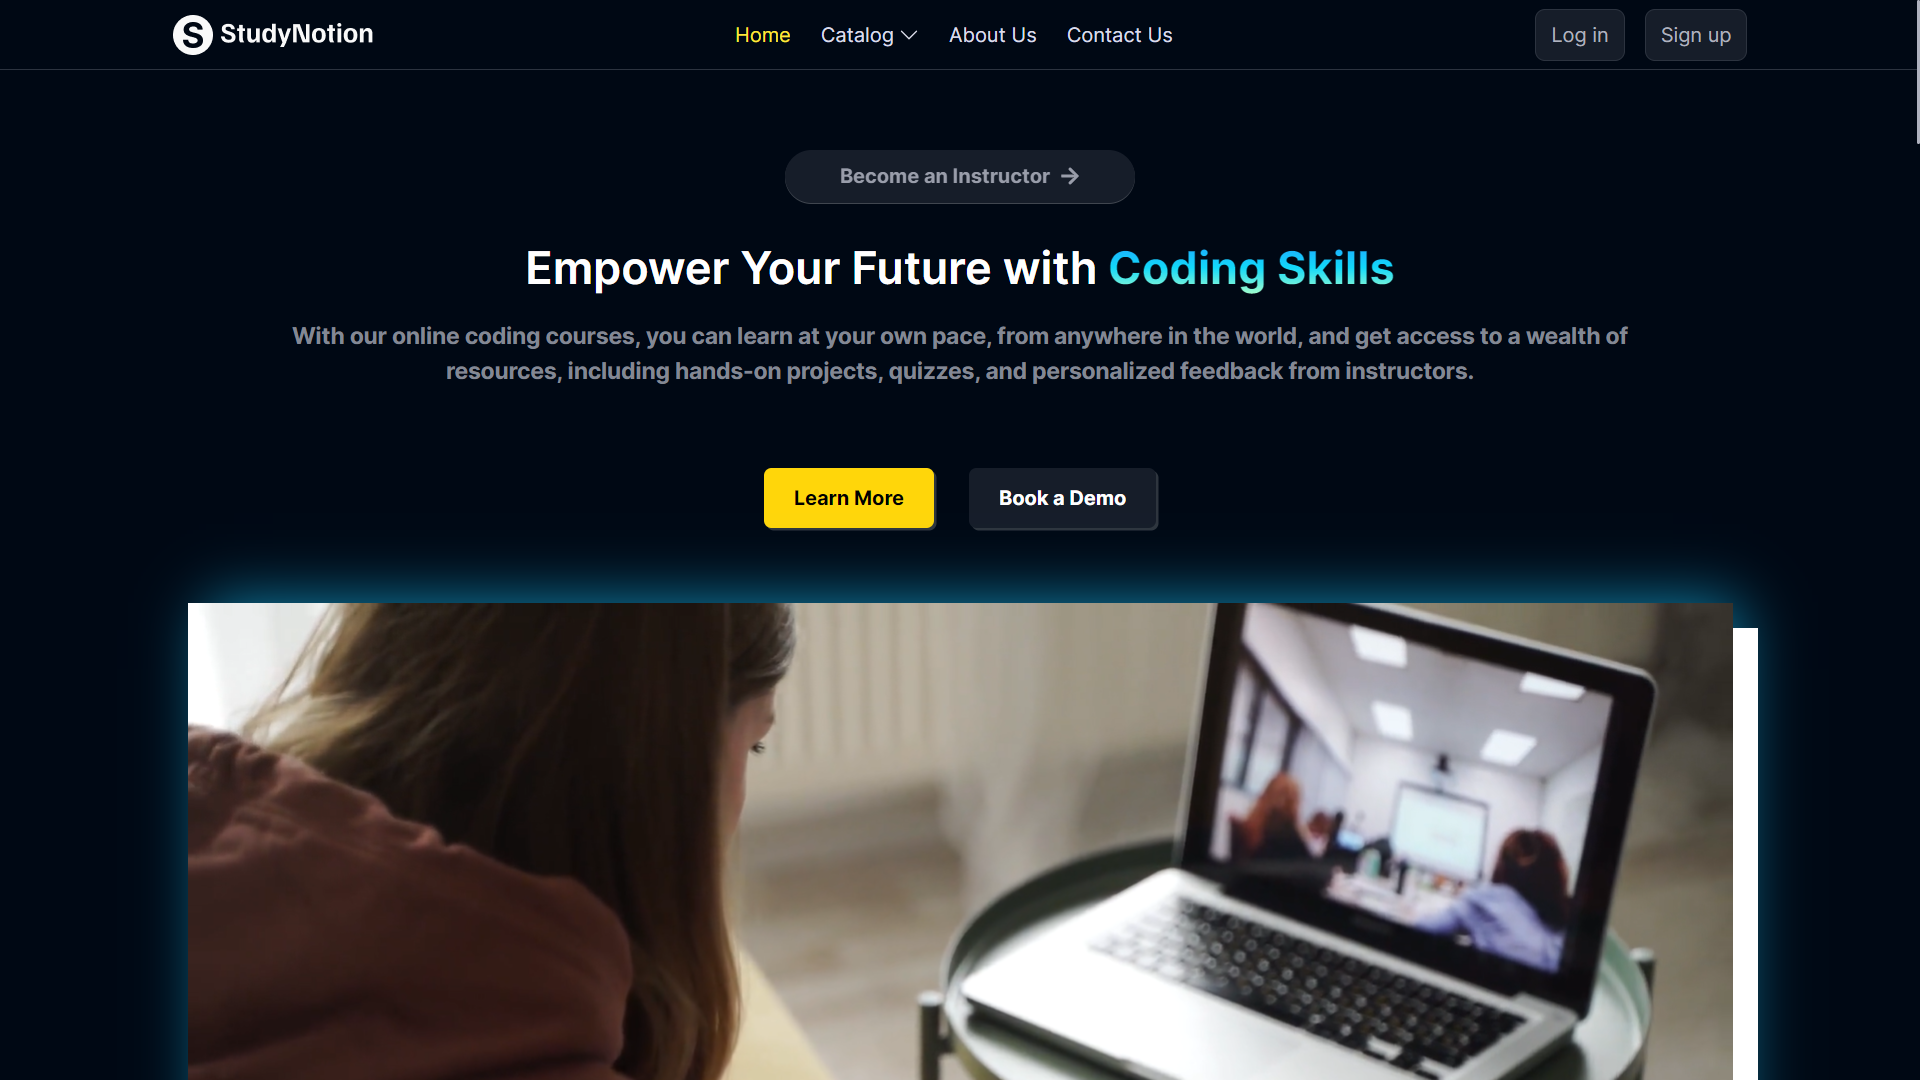 S StudyNotion
Home Catalog About Us Contact Us
Log in Sign up
Become an Instructor →
Empower Your Future with Coding Skills
With our online coding courses, you can learn at your own pace, from anywhere in the world, and get access to a wealth of
resources, including hands-on projects, quizzes, and personalized feedback from instructors.
Learn More Book a Demo